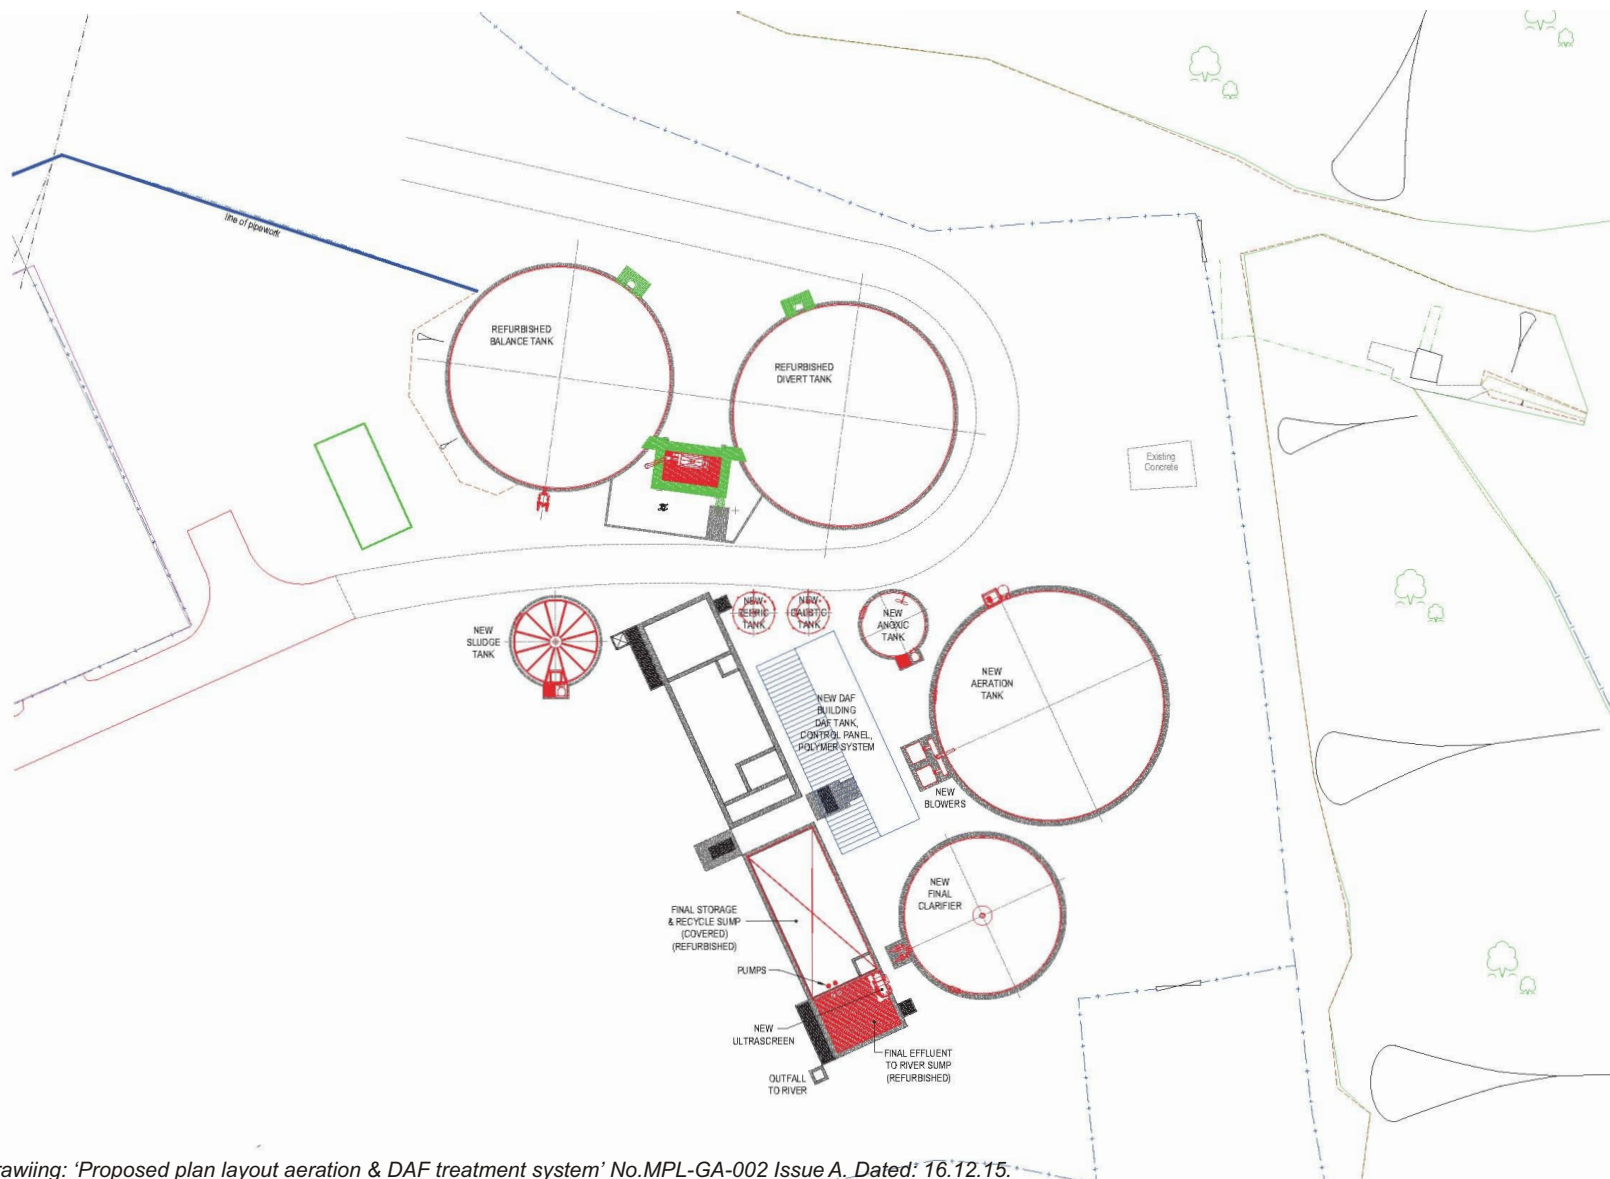 line of pipework
REFURBISHED
BALANCE TANK
REFURBISHED
DIVERT TANK
Existing
Concrete
NEW
SLUDGE
TANK
NEW
FERRIC
TANK
NEW
CAUSTIC
TANK
NEW
ANOXIC
TANK
NEW
AERATION
TANK
NEW DAF
BUILDING
DAF TANK,
CONTROL PANEL,
POLYMER SYSTEM
NEW
BLOWERS
NEW
FINAL
CLARIFIER
FINAL STORAGE
& RECYCLE SUMP
(COVERED)
(REFURBISHED)
PUMPS
NEW
ULTRASCREEN
FINAL EFFLUENT
TO RIVER SUMP
(REFURBISHED)
OUTFALL
TO RIVER
rawiing: ‘Proposed plan layout aeration & DAF treatment system’ No.MPL-GA-002 Issue A. Dated: 16.12.15.